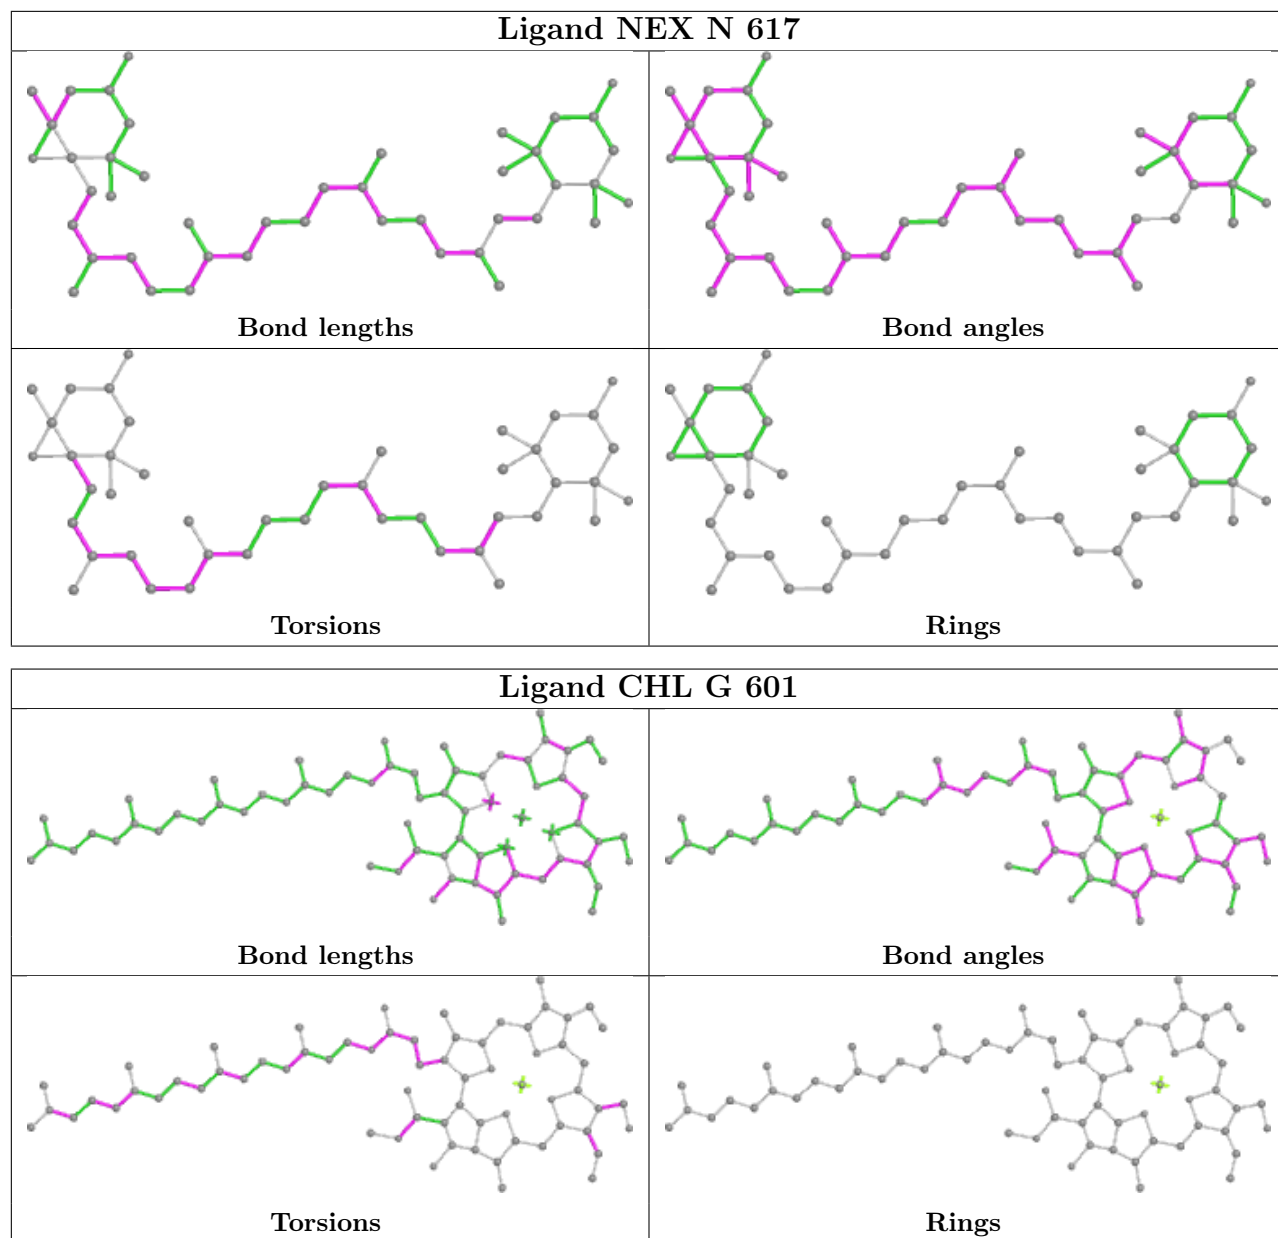 Ligand NEX N 617
Bond lengths
Bond angles
Torsions
Rings
Ligand CHL G 601
Bond lengths
Bond angles
Torsions
Rings